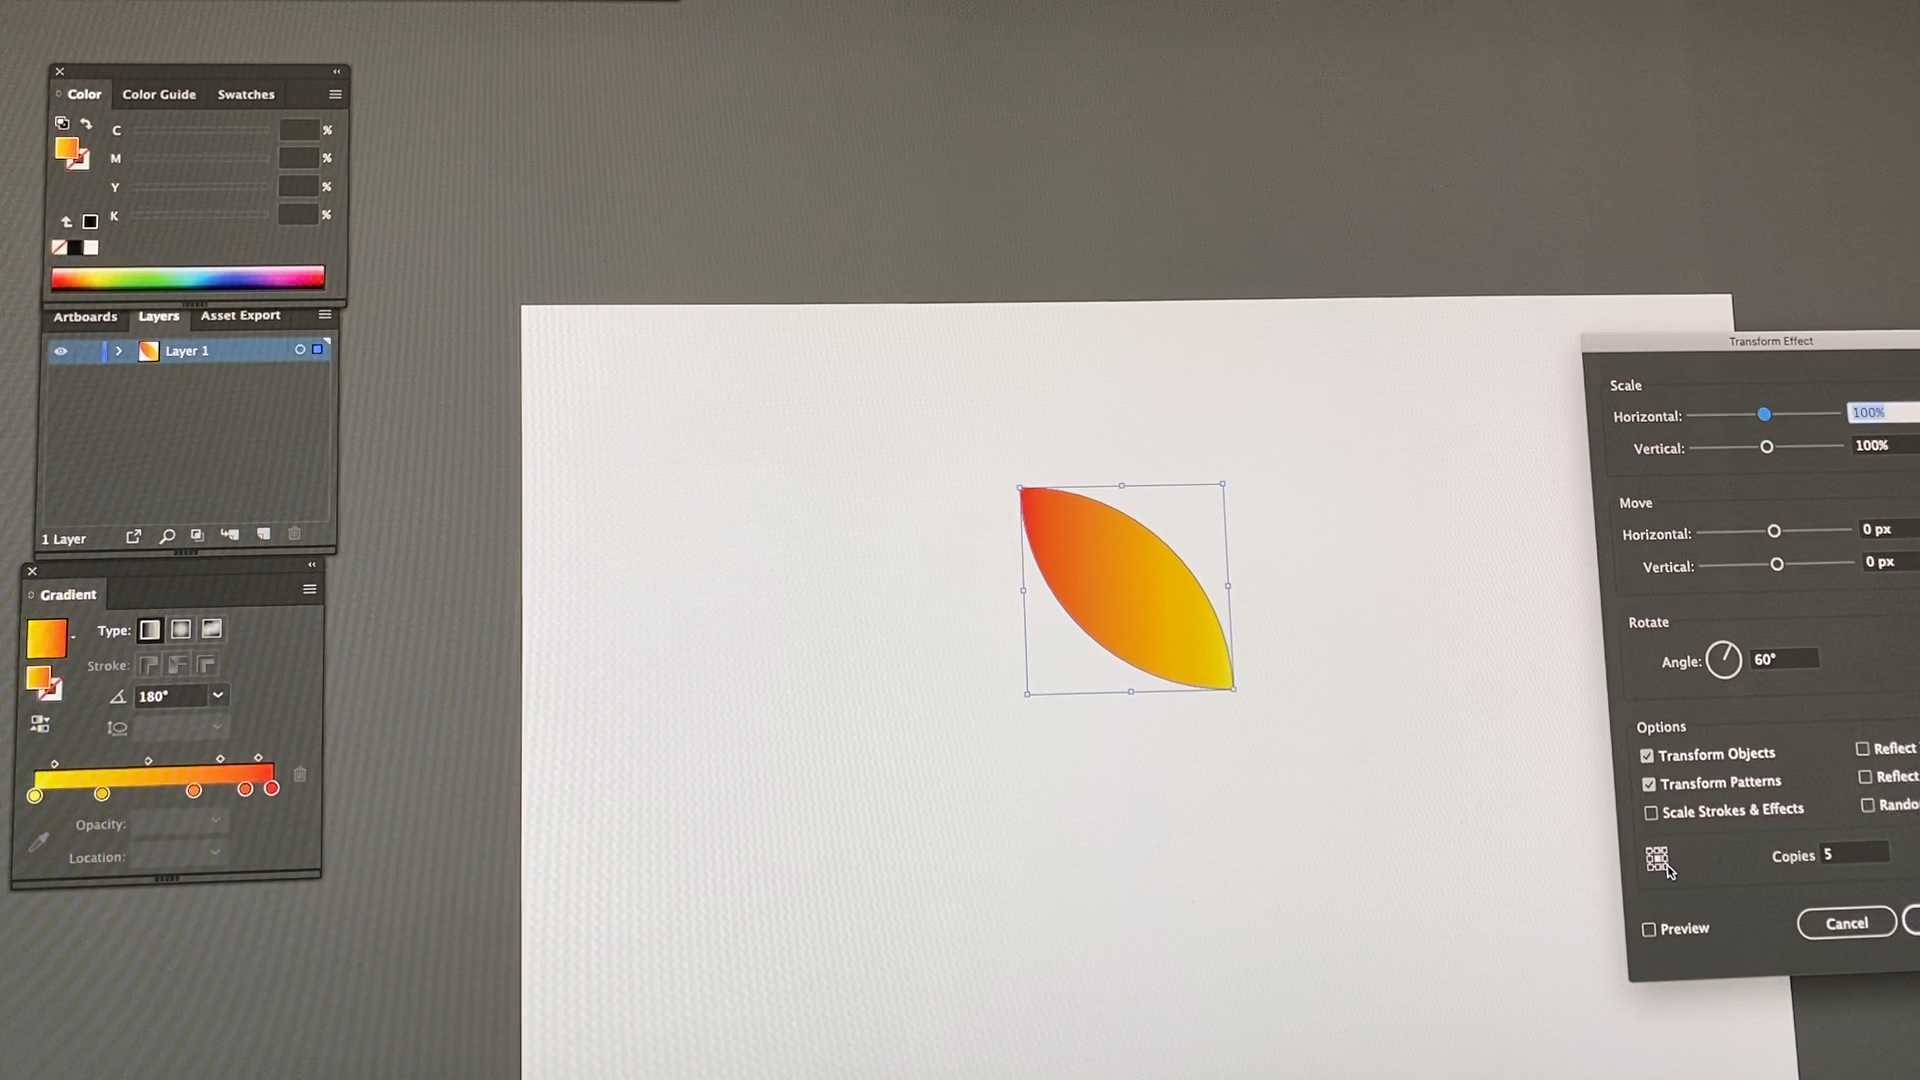 Color Color Guide Swatches
C %
M %
Y %
K %
Artboards Layers Asset Export
Layer 1
1 Layer
Gradient
Type:
Stroke:
180°
Opacity:
Location:
Transform Effect
Scale
Horizontal: 100%
Vertical: 100%
Move
Horizontal: 0 px
Vertical: 0 px
Rotate
Angle: 60°
Options
Transform Objects Reflect
Transform Patterns Reflect
Scale Strokes & Effects Rando
Copies 5
Preview Cancel